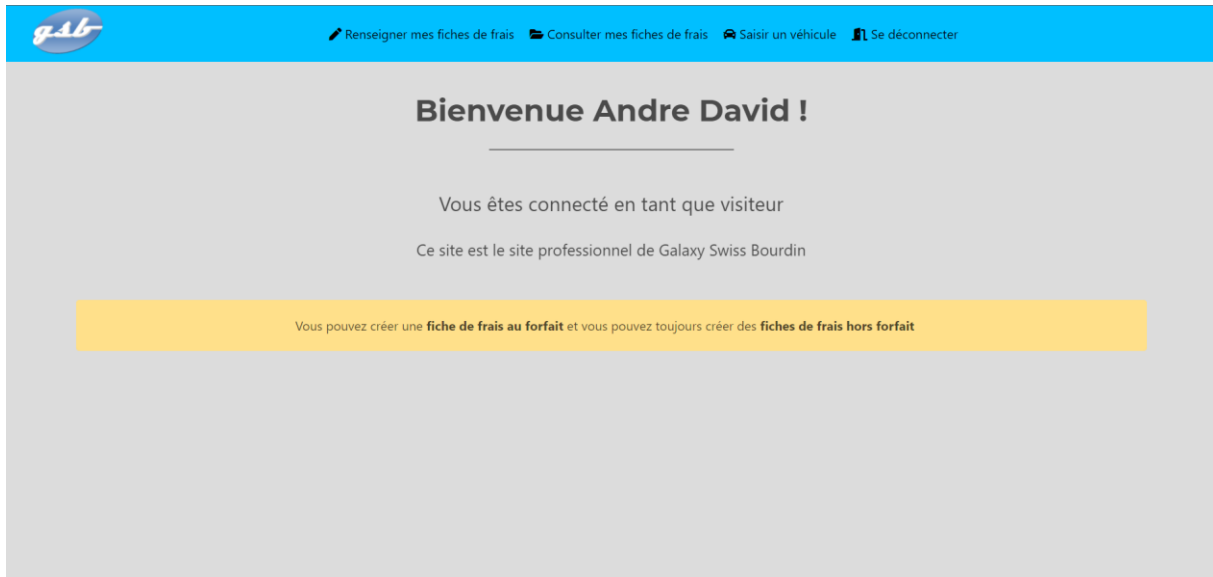 gsb
Renseigner mes fiches de frais Consulter mes fiches de frais Saisir un véhicule Se déconnecter
Bienvenue Andre David !
Vous êtes connecté en tant que visiteur
Ce site est le site professionnel de Galaxy Swiss Bourdin
Vous pouvez créer une fiche de frais au forfait et vous pouvez toujours créer des fiches de frais hors forfait